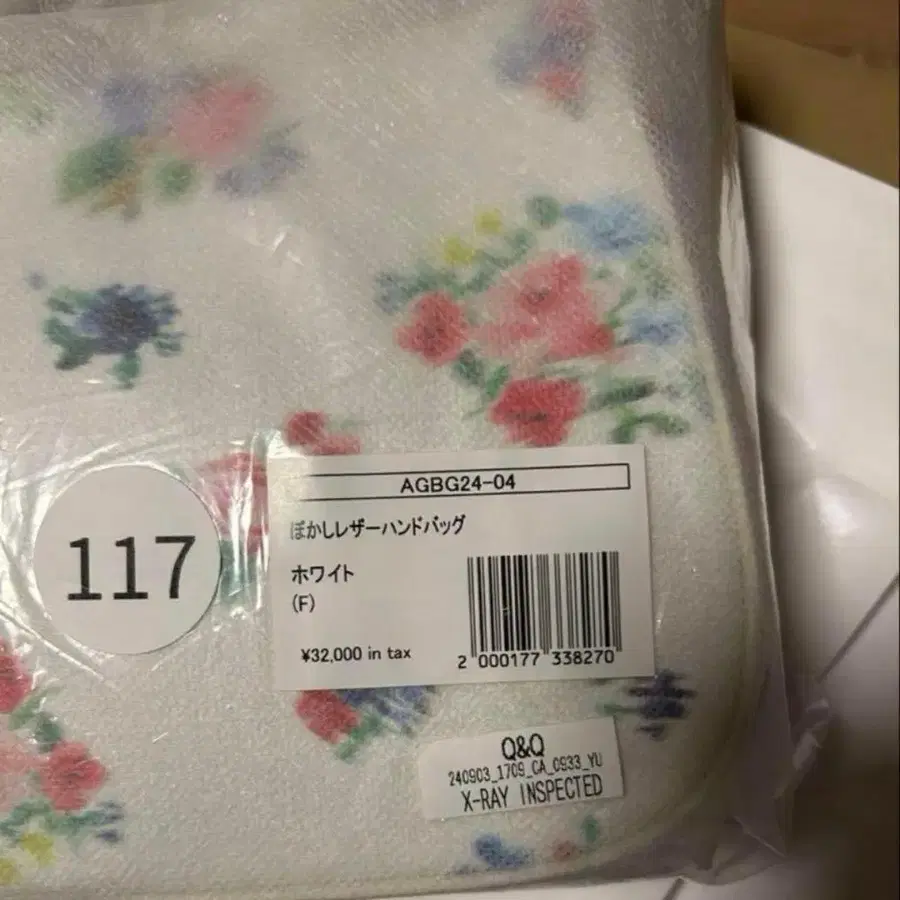 117
AGBG24-04
ぼかしレザーハンドバッグ
ホワイト
(F)
¥32,000 in tax
2 000177 338270
Q&Q
240903_1709_CA_0933_YU
X-RAY INSPECTED